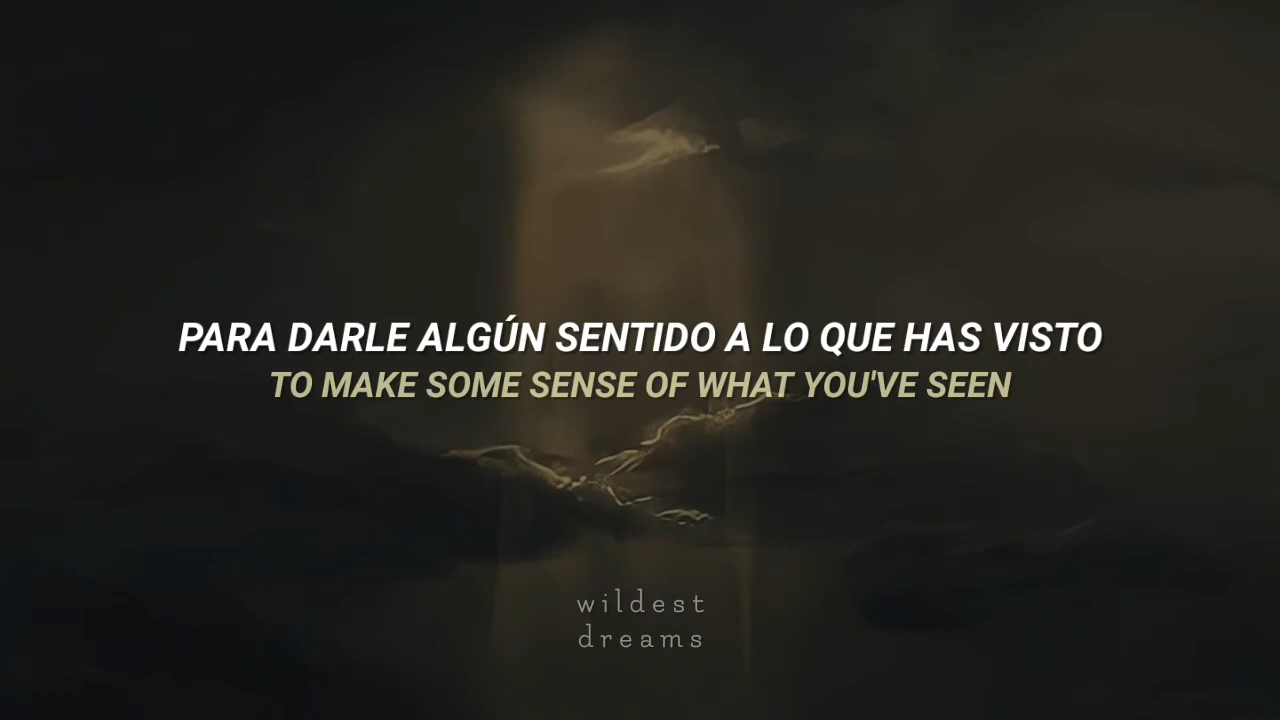 PARA DARLE ALGÚN SENTIDO A LO QUE HAS VISTO
TO MAKE SOME SENSE OF WHAT YOU'VE SEEN
wildest
dreams